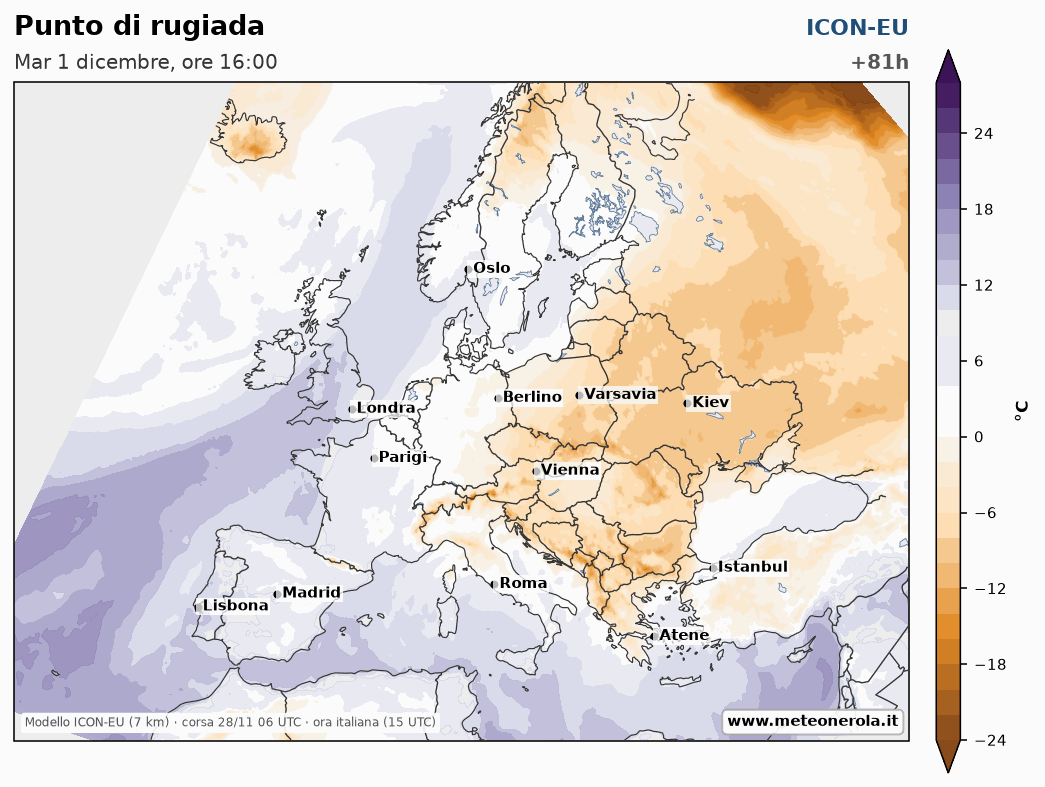 Punto di rugiada
ICON-EU
Mar 1 dicembre, ore 16:00
+81h
24
18
12
6
0
−6
−12
−18
−24
°C
Oslo
Londra
Berlino
Varsavia
Kiev
Parigi
Vienna
Madrid
Lisbona
Roma
Istanbul
Atene
Modello ICON-EU (7 km) · corsa 28/11 06 UTC · ora italiana (15 UTC)
www.meteonerola.it